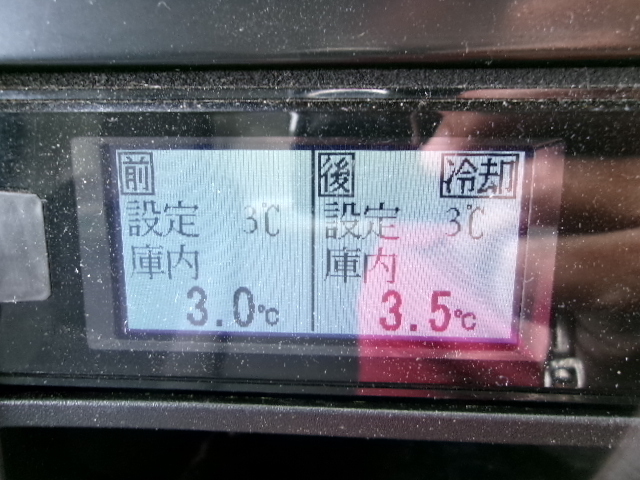 前
設定 3℃
庫内
3.0℃
後 冷却
設定 3℃
庫内
3.5℃